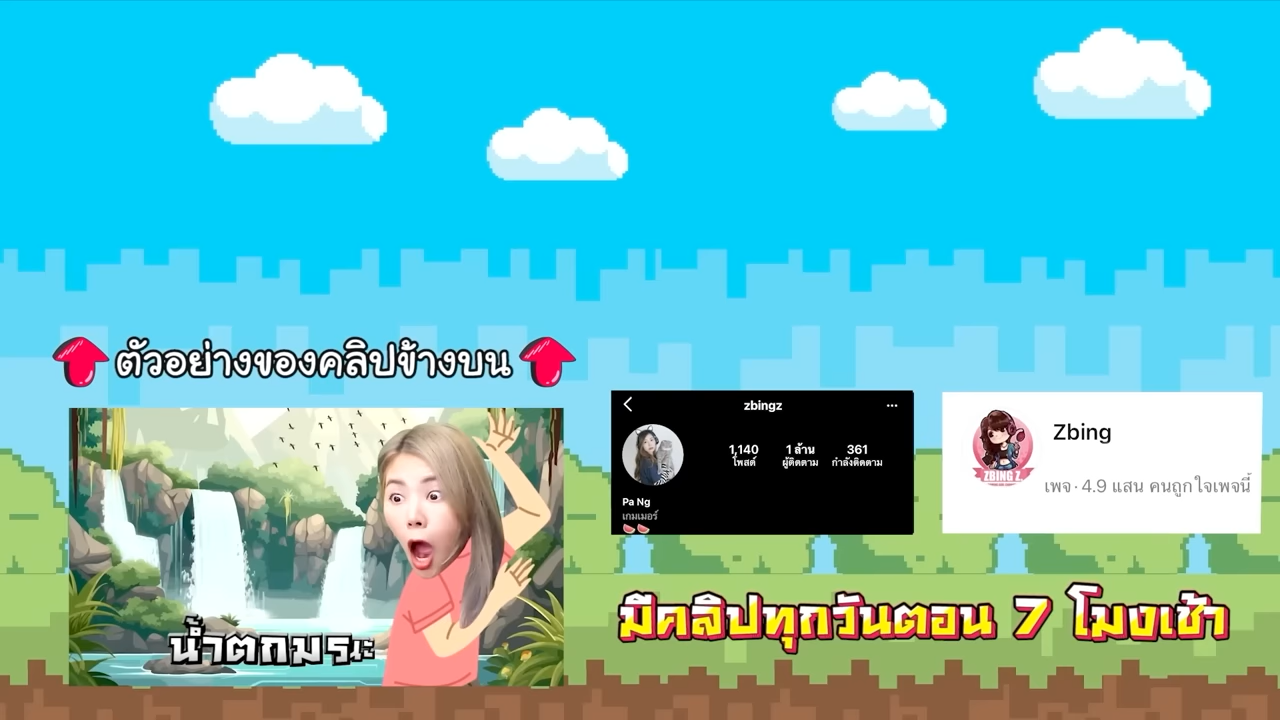 ตัวอย่างของคลิปข้างบน
น้ำตกมรณะ
zbingz
1,140
โพสต์
1 ล้าน
ผู้ติดตาม
361
กำลังติดตาม
Pa Ng
เกมเมอร์
Zbing
เพจ · 4.9 แสน คนถูกใจเพจนี้
ZBING Z
มีคลิปทุกวันตอน 7 โมงเช้า